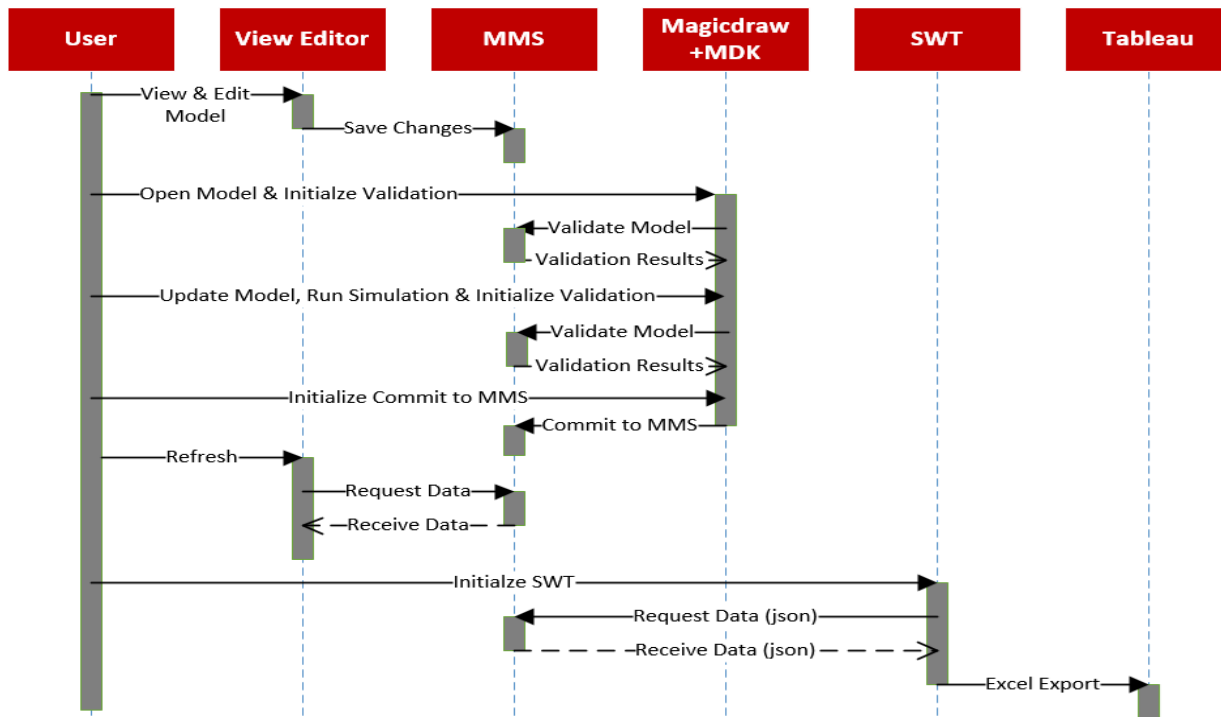 User
View Editor
MMS
Magicdraw
+MDK
SWT
Tableau
View & Edit
Model
Save Changes
Open Model & Initialze Validation
Validate Model
Validation Results
Update Model, Run Simulation & Initialize Validation
Validate Model
Validation Results
Initialize Commit to MMS
Commit to MMS
Refresh
Request Data
Receive Data
Initialze SWT
Request Data (json)
Receive Data (json)
Excel Export